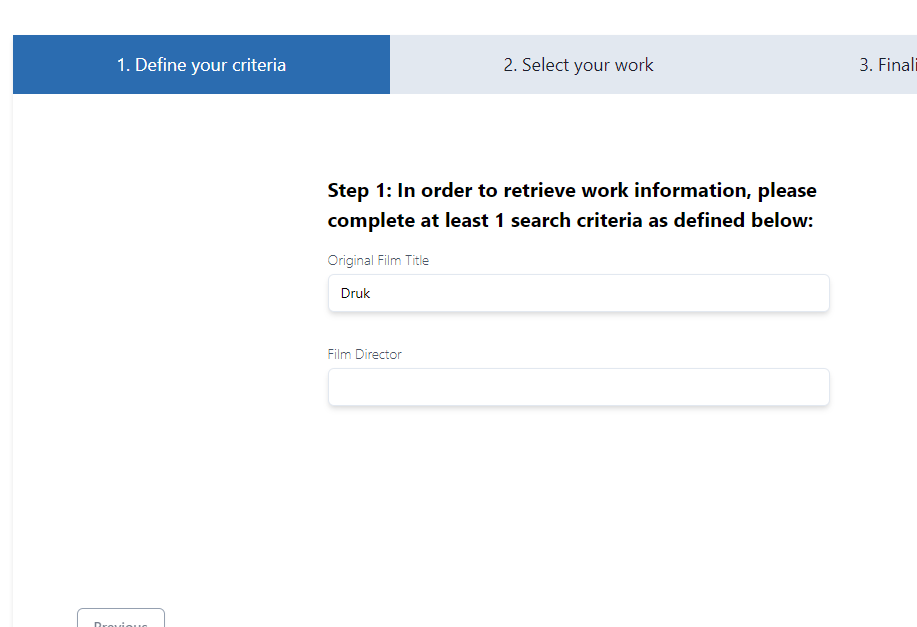 1. Define your criteria
2. Select your work
3. Finali
Step 1: In order to retrieve work information, please
complete at least 1 search criteria as defined below:
Original Film Title
Druk
Film Director
Previous